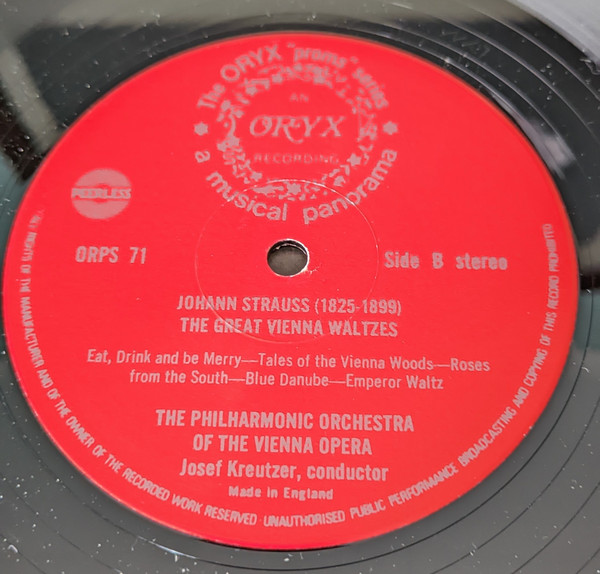 The ORYX "proms" series
AN
ORYX
RECORDING
a musical panorama
PEERLESS
ORPS 71
Side B stereo
JOHANN STRAUSS (1825-1899)
THE GREAT VIENNA WALTZES
Eat, Drink and be Merry—Tales of the Vienna Woods—Roses
from the South—Blue Danube—Emperor Waltz
THE PHILHARMONIC ORCHESTRA
OF THE VIENNA OPERA
Josef Kreutzer, conductor
Made in England
ALL RIGHTS OF THE MANUFACTURER AND OF THE OWNER OF THE RECORDED WORK RESERVED · UNAUTHORISED PUBLIC PERFORMANCE BROADCASTING AND COPYING OF THIS RECORD PROHIBITED